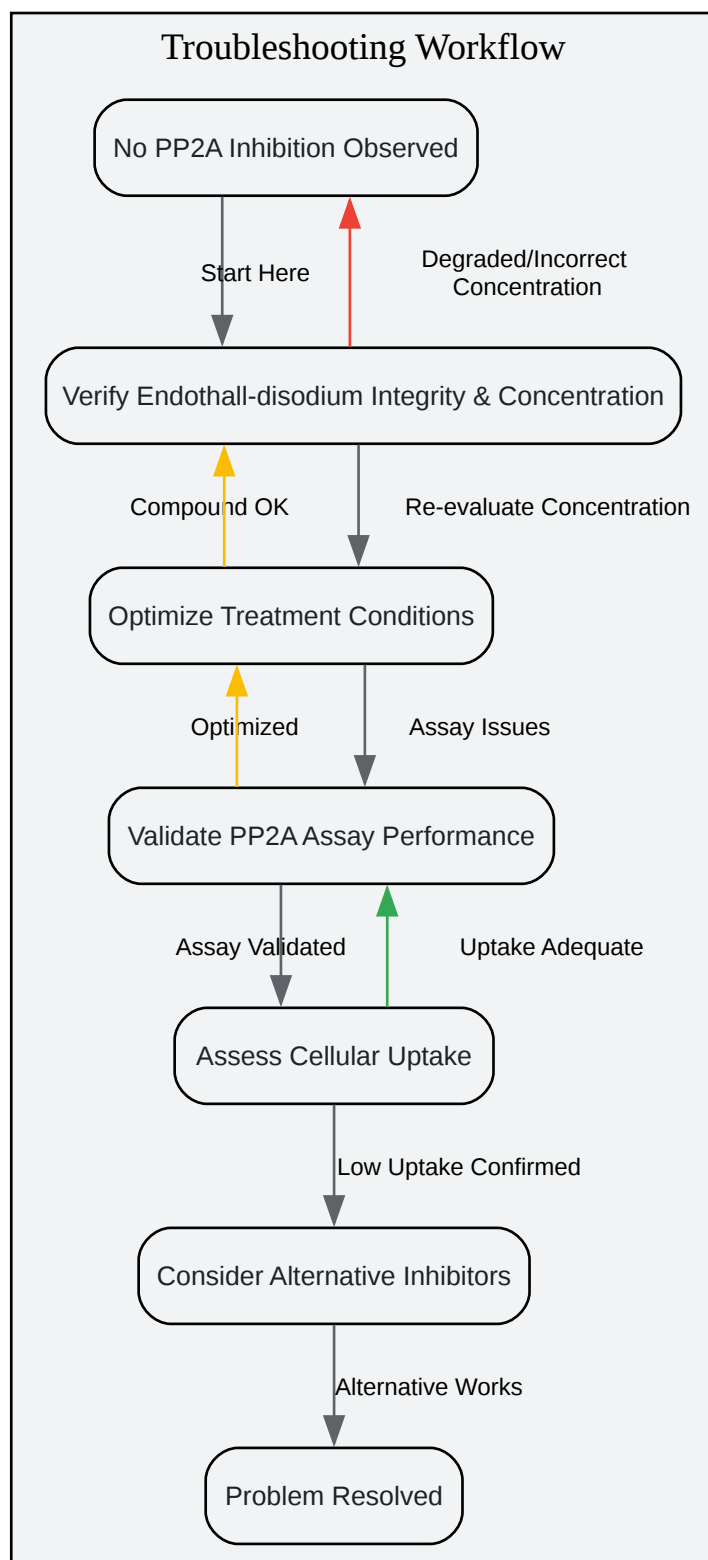 Troubleshooting Workflow
No PP2A Inhibition Observed
Start Here
Degraded/Incorrect
Concentration
Verify Endothall-disodium Integrity & Concentration
Compound OK
Re-evaluate Concentration
Optimize Treatment Conditions
Optimized
Assay Issues
Validate PP2A Assay Performance
Assay Validated
Uptake Adequate
Assess Cellular Uptake
Low Uptake Confirmed
Consider Alternative Inhibitors
Alternative Works
Problem Resolved